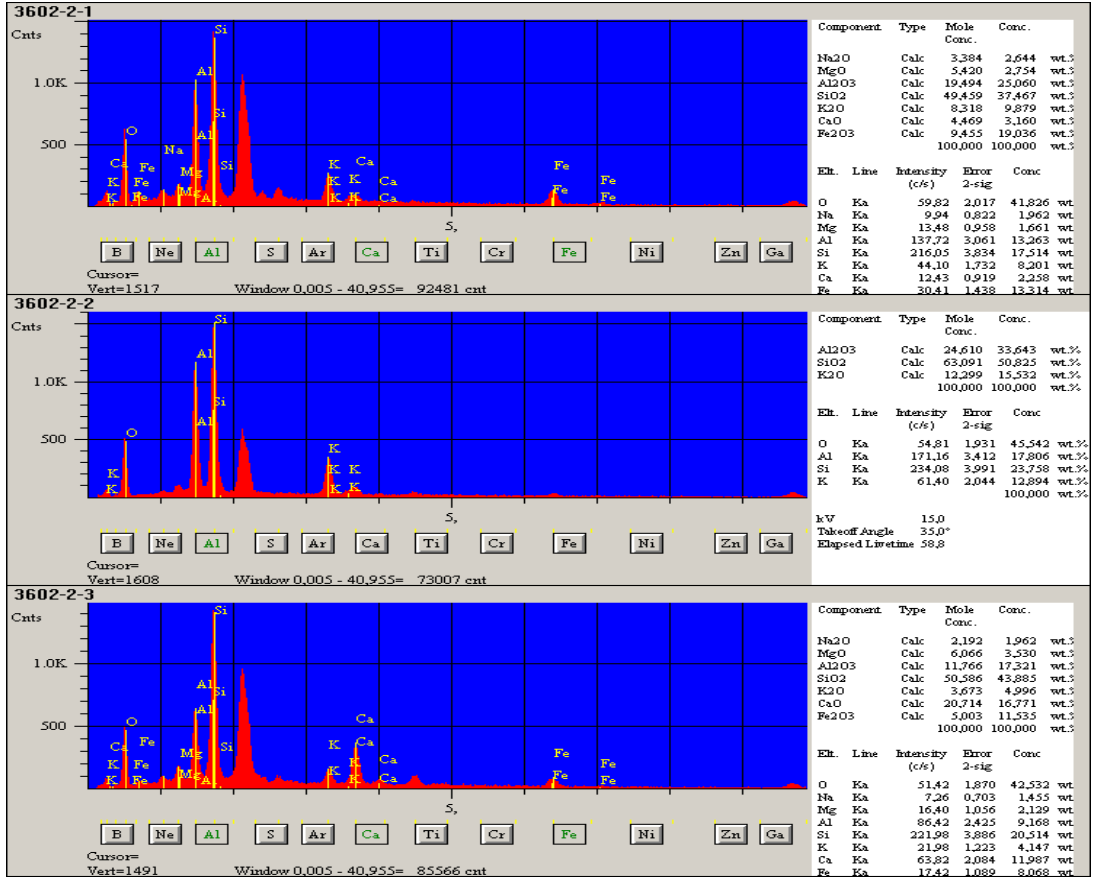 3602-2-1
Cnts
1.0K
500
Si
Al
Si
O
Al
Na
Ca Fe Mg Si K Ca Fe
K Fe K Ca Fe
K Fe Mg A K Ca Fe Fe
5,
B Ne Al S Ar Ca Ti Cr Fe Ni Zn Ga
Cursor=
Vert=1517 Window 0,005 - 40,955= 92481 cnt
Component Type Mole Conc.
Conc.
Na2O Calc 3,384 2,644 wt.%
MgO Calc 5,420 2,754 wt.%
Al2O3 Calc 19,494 25,060 wt.%
SiO2 Calc 49,459 37,467 wt.%
K2O Calc 8,318 9,879 wt.%
CaO Calc 4,469 3,160 wt.%
Fe2O3 Calc 9,455 19,036 wt.%
100,000 100,000 wt.%
Elt. Line Intensity Error Conc
(c/s) 2-sig
O Ka 59,82 2,017 41,826 wt.
Na Ka 9,94 0,822 1,962 wt.
Mg Ka 13,48 0,958 1,661 wt.
Al Ka 137,72 3,061 13,263 wt.
Si Ka 216,05 3,834 17,514 wt.
K Ka 44,10 1,732 8,201 wt.
Ca Ka 12,43 0,919 2,258 wt.
Fe Ka 30,41 1,438 13,314 wt.
3602-2-2
Cnts
1.0K
500
Si
Al
Si
Al
O
K
K K K
K K K
5,
B Ne Al S Ar Ca Ti Cr Fe Ni Zn Ga
Cursor=
Vert=1608 Window 0,005 - 40,955= 73007 cnt
Component Type Mole Conc.
Conc.
Al2O3 Calc 24,610 33,643 wt.%
SiO2 Calc 63,091 50,825 wt.%
K2O Calc 12,299 15,532 wt.%
100,000 100,000 wt.%
Elt. Line Intensity Error Conc
(c/s) 2-sig
O Ka 54,81 1,931 45,542 wt.%
Al Ka 171,16 3,412 17,806 wt.%
Si Ka 234,08 3,991 23,758 wt.%
K Ka 61,40 2,044 12,894 wt.%
100,000 wt.%
kV 15,0
Takeoff Angle 35,0°
Elapsed Livetime 58,8
3602-2-3
Cnts
1.0K
500
Si
Al Si
Al
O Ca
Ca Fe Mg Si K Ca Fe
K Fe K Ca Fe
K Fe Mg A K Ca Fe Fe
5,
B Ne Al S Ar Ca Ti Cr Fe Ni Zn Ga
Cursor=
Vert=1491 Window 0,005 - 40,955= 85566 cnt
Component Type Mole Conc.
Conc.
Na2O Calc 2,192 1,962 wt.%
MgO Calc 6,066 3,530 wt.%
Al2O3 Calc 11,766 17,321 wt.%
SiO2 Calc 50,586 43,885 wt.%
K2O Calc 3,673 4,996 wt.%
CaO Calc 20,714 16,771 wt.%
Fe2O3 Calc 5,003 11,535 wt.%
100,000 100,000 wt.%
Elt. Line Intensity Error Conc
(c/s) 2-sig
O Ka 51,42 1,870 42,532 wt.
Na Ka 7,26 0,703 1,455 wt.
Mg Ka 16,40 1,056 2,129 wt.
Al Ka 86,42 2,425 9,168 wt.
Si Ka 221,98 3,886 20,514 wt.
K Ka 21,98 1,223 4,147 wt.
Ca Ka 63,82 2,084 11,987 wt.
Fe Ka 17,42 1,089 8,068 wt.